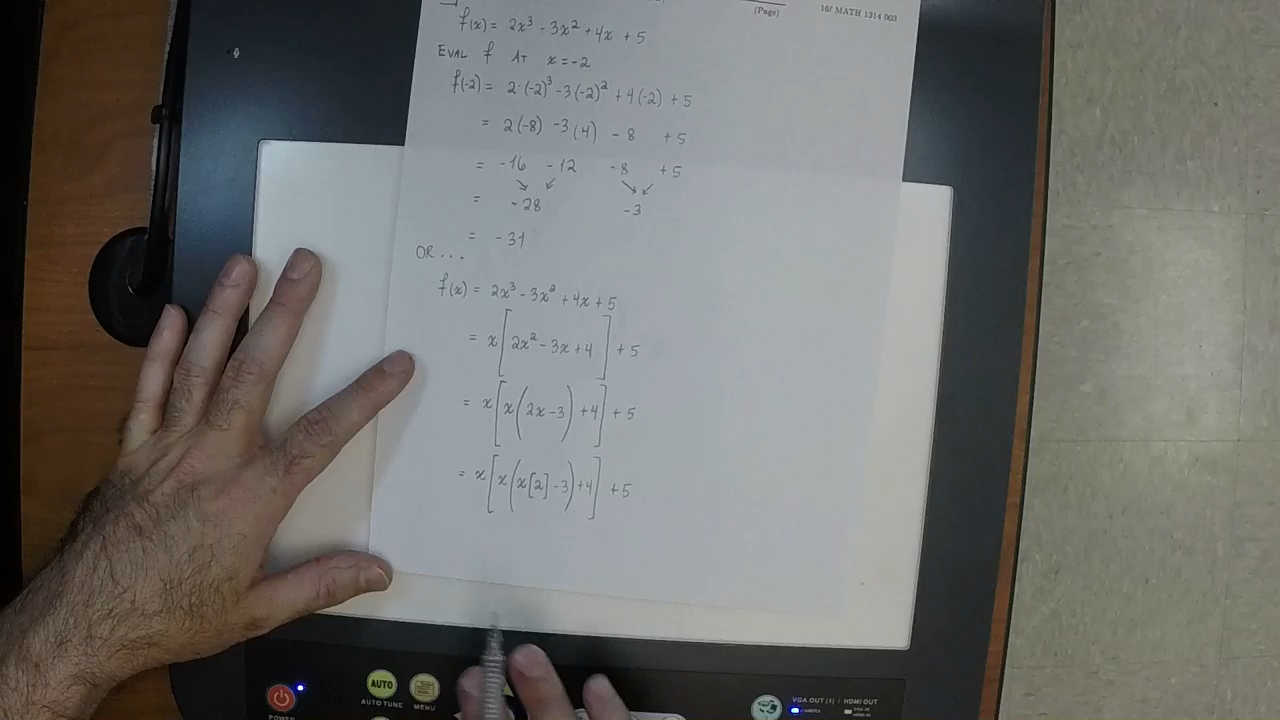 (Page)
16f MATH 1314 003
f(x) = 2x³ - 3x² + 4x + 5
EVAL f AT x = -2
f(-2) = 2·(-2)³ - 3(-2)² + 4(-2) + 5
= 2(-8) -3(4) - 8 +5
= -16 -12 -8 +5
= -28 -3
= -31
OR...
f(x) = 2x³ - 3x² + 4x + 5
= x[2x² - 3x + 4] + 5
= x[x(2x-3) + 4] + 5
= x[x(x[2] - 3) + 4] + 5
POWER
AUTO
AUTO TUNE
MENU
VGA OUT (1) / HDMI OUT
CAMERA